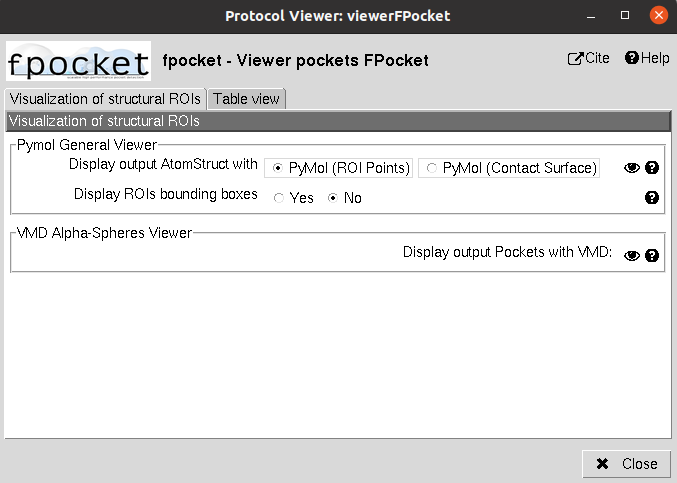 Protocol Viewer: viewerFPocket
fpocket
fpocket - Viewer pockets FPocket
Cite
Help
Visualization of structural ROIs
Table view
Visualization of structural ROIs
Pymol General Viewer
Display output AtomStruct with PyMol (ROI Points) PyMol (Contact Surface)
Display ROIs bounding boxes Yes No
VMD Alpha-Spheres Viewer
Display output Pockets with VMD:
Close